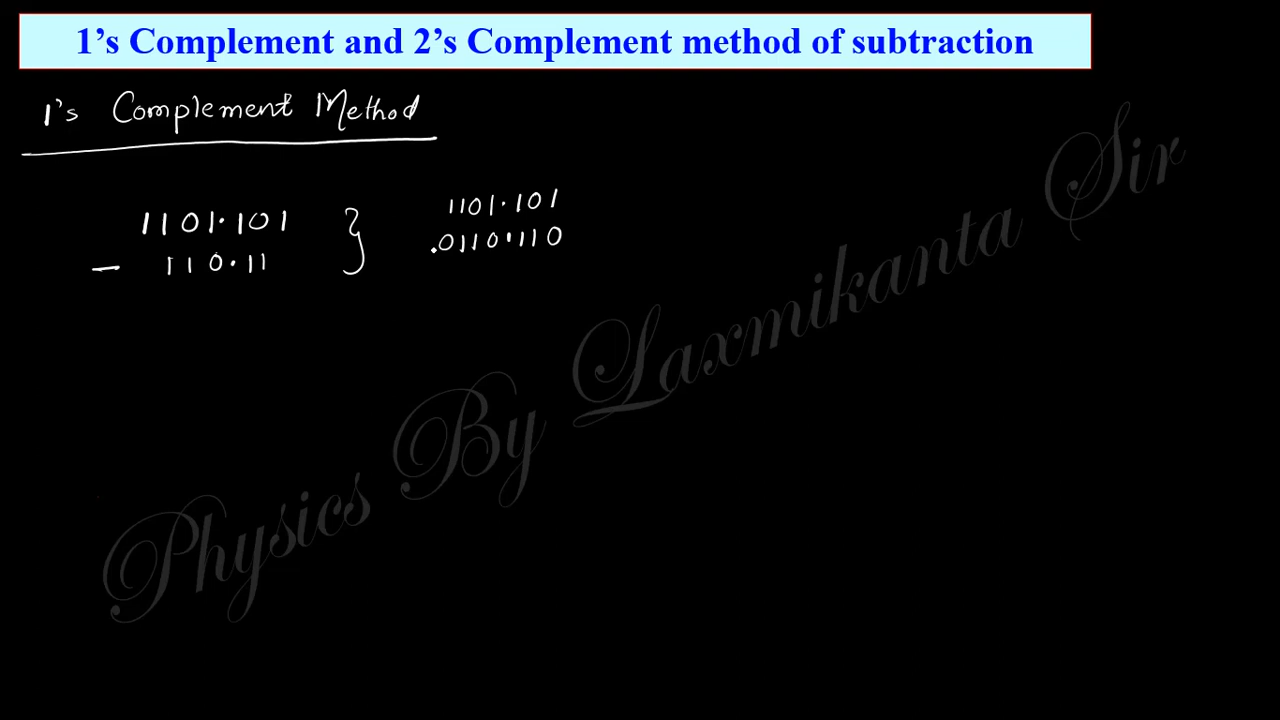 1’s Complement and 2’s Complement method of subtraction
1's Complement Method
1101.101 } 1101.101
- 110.11 .0110.110
Physics By Laxmikanta Sir